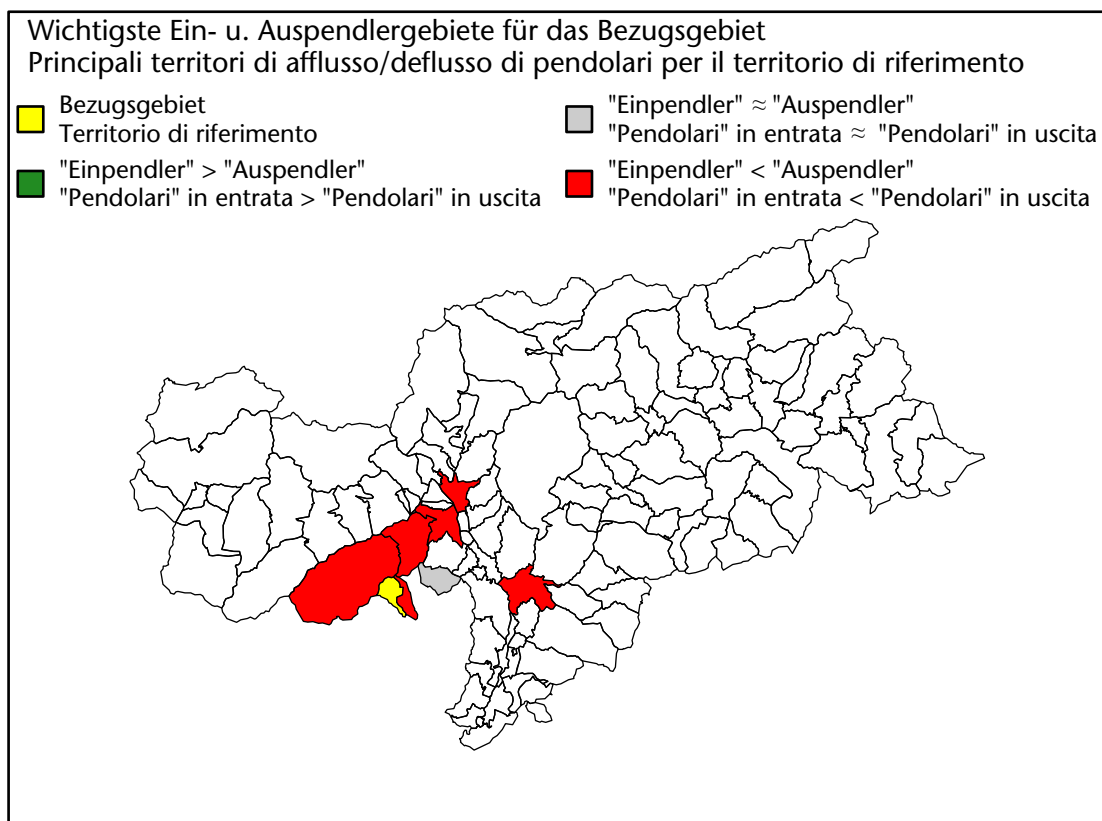 Wichtigste Ein- u. Auspendlergebiete für das Bezugsgebiet
Principali territori di afflusso/deflusso di pendolari per il territorio di riferimento
Bezugsgebiet
Territorio di riferimento
"Einpendler" > "Auspendler"
"Pendolari" in entrata > "Pendolari" in uscita
"Einpendler" ≈ "Auspendler"
"Pendolari" in entrata ≈ "Pendolari" in uscita
"Einpendler" < "Auspendler"
"Pendolari" in entrata < "Pendolari" in uscita